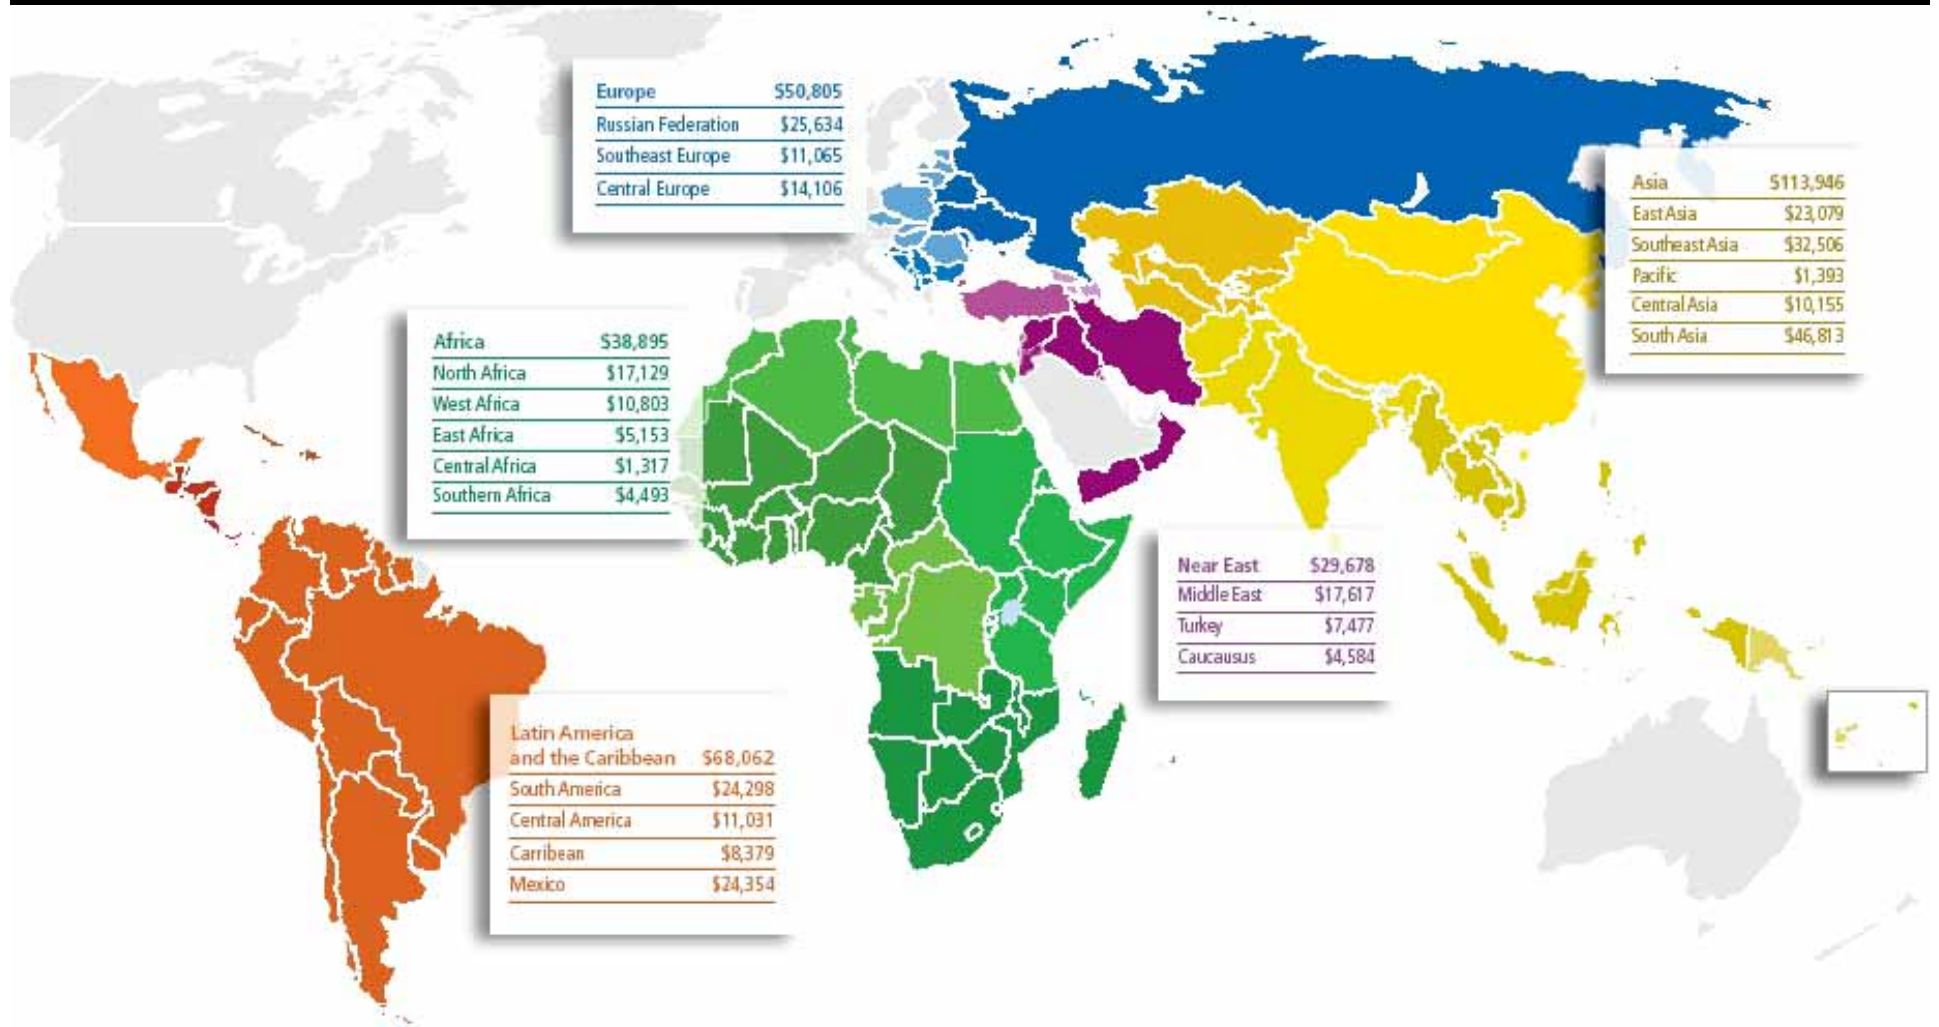 Europe $50,805
Russian Federation $25,634
Southeast Europe $11,065
Central Europe $14,106
Asia $113,946
East Asia $23,079
Southeast Asia $32,506
Pacific $1,393
Central Asia $10,155
South Asia $46,813
Africa $38,895
North Africa $17,129
West Africa $10,803
East Africa $5,153
Central Africa $1,317
Southern Africa $4,493
Near East $29,678
Middle East $17,617
Turkey $7,477
Caucausus $4,584
Latin America
and the Caribbean $68,062
South America $24,298
Central America $11,031
Carribean $8,379
Mexico $24,354